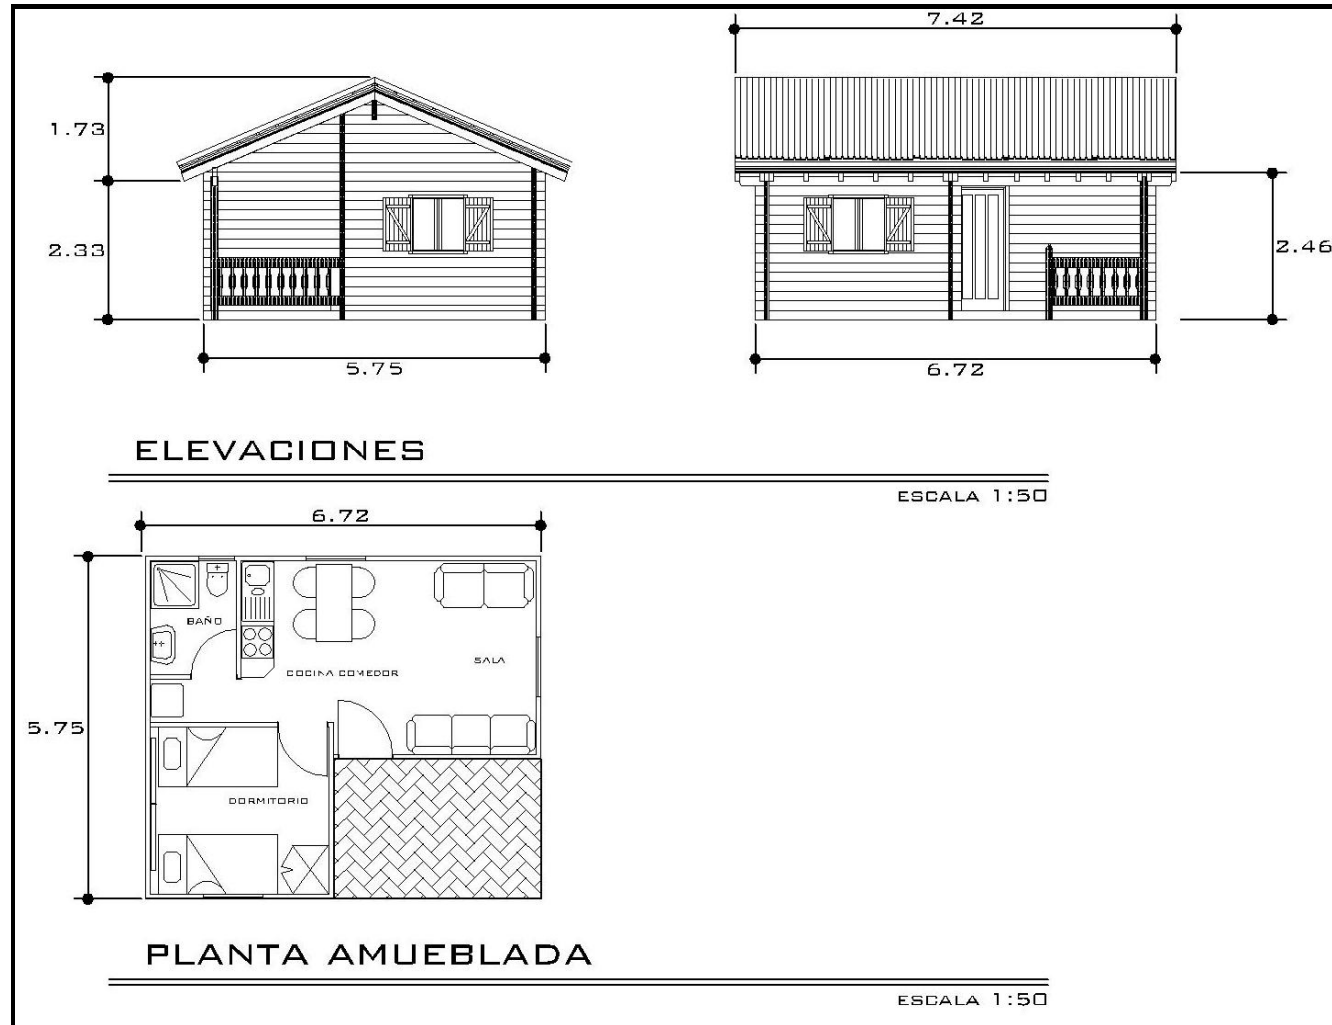 7.42
1.73
2.33
2.46
5.75
6.72
ELEVACIONES
ESCALA 1:50
6.72
BAÑO
SALA
COCINA COMEDOR
5.75
DORMITORIO
PLANTA AMUEBLADA
ESCALA 1:50